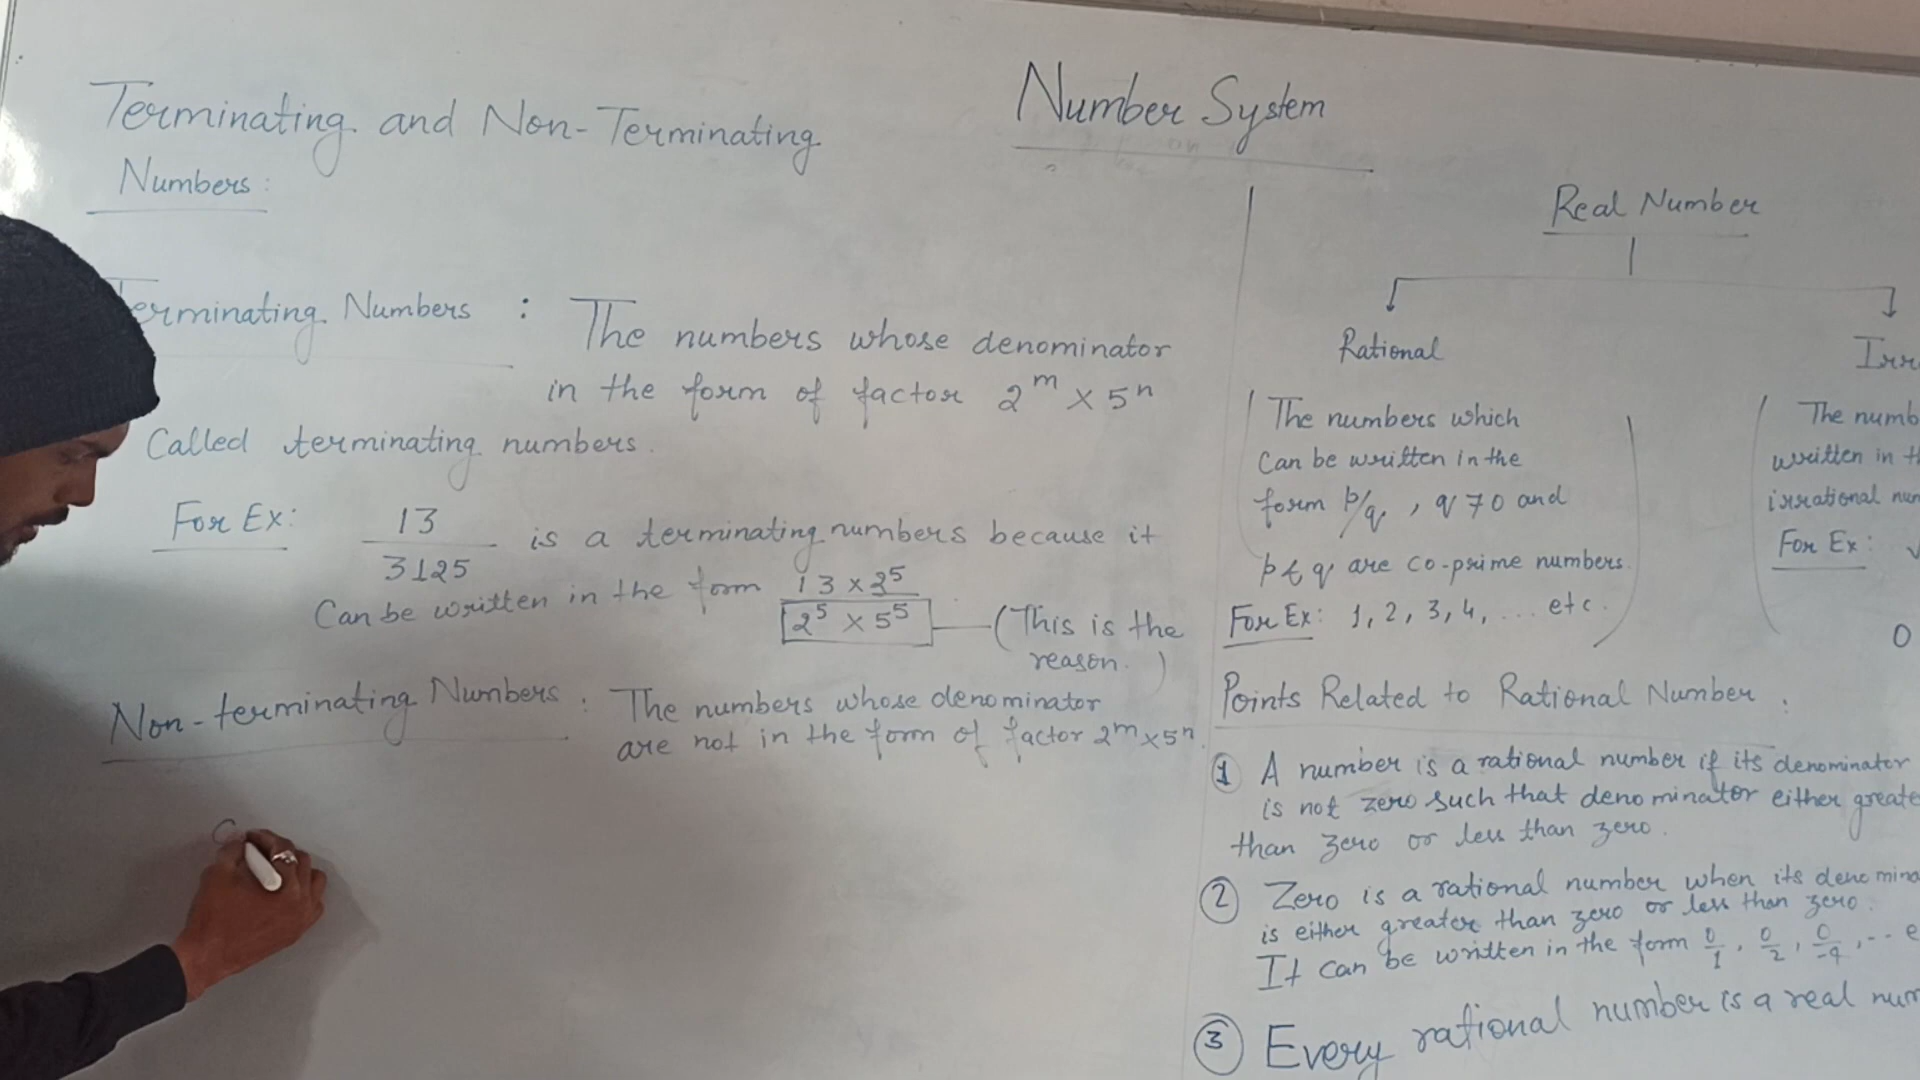 Number System
Terminating and Non-Terminating
Numbers:
Terminating Numbers : The numbers whose denominator
in the form of factor 2^m × 5^n
Called terminating numbers.
For Ex: 13/3125 is a terminating numbers because it
Can be written in the form 13 × 2^5 / 2^5 × 5^5 (This is the
reason.)
Non-terminating Numbers: The numbers whose denominator
are not in the form of factor 2^m × 5^n
Real Number
Rational
The numbers which
Can be written in the
form p/q, q ≠ 0 and
p & q are co-prime numbers.
For Ex: 1, 2, 3, 4, ... etc.
Irr
The numb
written in th
irrational num
For Ex: √
0
Points Related to Rational Number:
① A number is a rational number if its denominator
is not zero such that denominator either greate
than zero or less than zero.
② Zero is a rational number when its denomina
is either greater than zero or less than zero.
It can be written in the form 0/1, 0/2, 0/-9, -- e
③ Every rational number is a real num